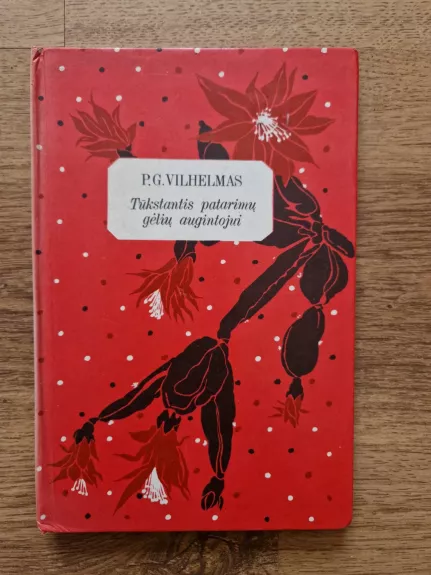 P.G.VILHELMAS
Tūkstantis patarimų
gėlių augintojui